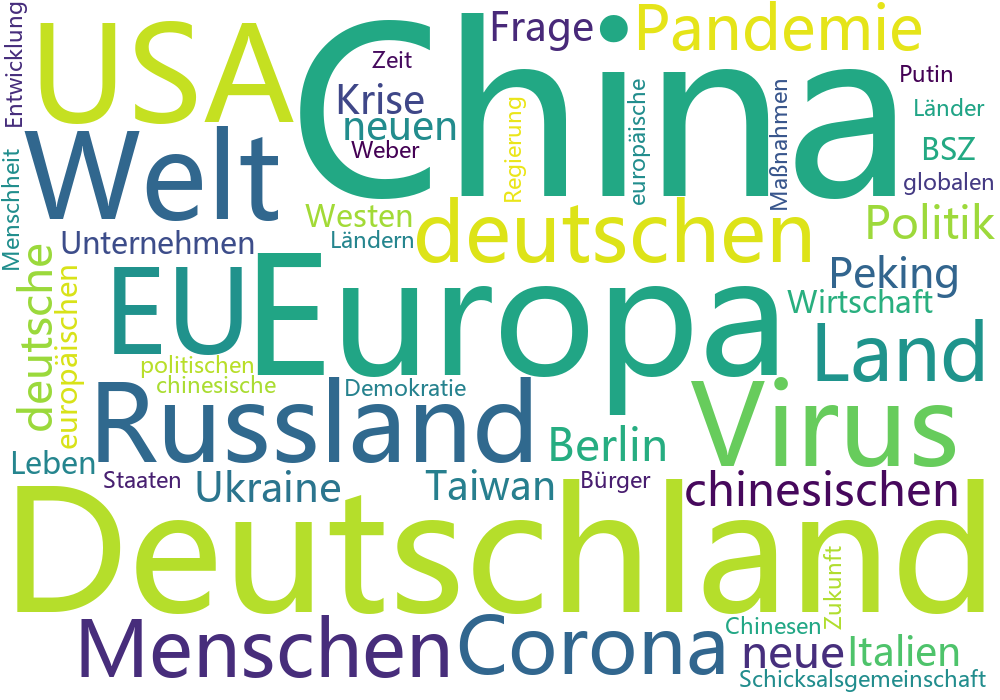 Entwicklung
USA
China
Frage
Pandemie
Zeit
Krise
neuen
Weber
Regierung
europäische
Maßnahmen
Putin
Länder
BSZ
globalen
Menschheit
Welt
Westen
Ländern
deutschen
Politik
Unternehmen
deutsche
europäischen
EU
Europa
Peking
Wirtschaft
Land
politischen
chinesische
Demokratie
Russland
Virus
Berlin
Leben
Staaten
Ukraine
Taiwan
Bürger
chinesischen
Deutschland
Zukunft
Menschen
Corona
Chinesen
neue
Italien
Schicksalsgemeinschaft